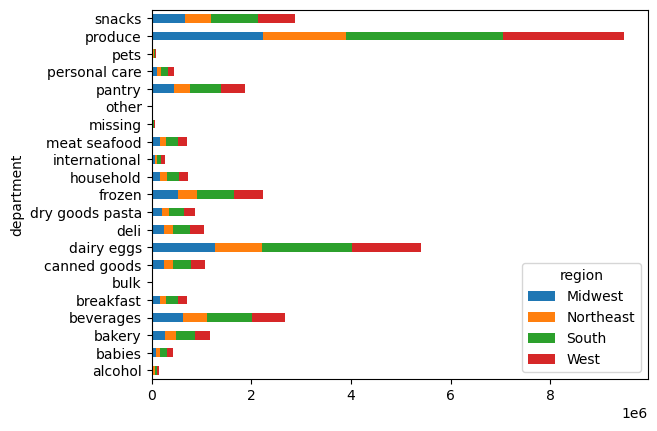 snacks
produce
pets
personal care
pantry
other
missing
meat seafood
international
household
frozen
dry goods pasta
deli
dairy eggs
canned goods
bulk
breakfast
beverages
bakery
babies
alcohol
department
region
Midwest
Northeast
South
West
0 2 4 6 8
1e6